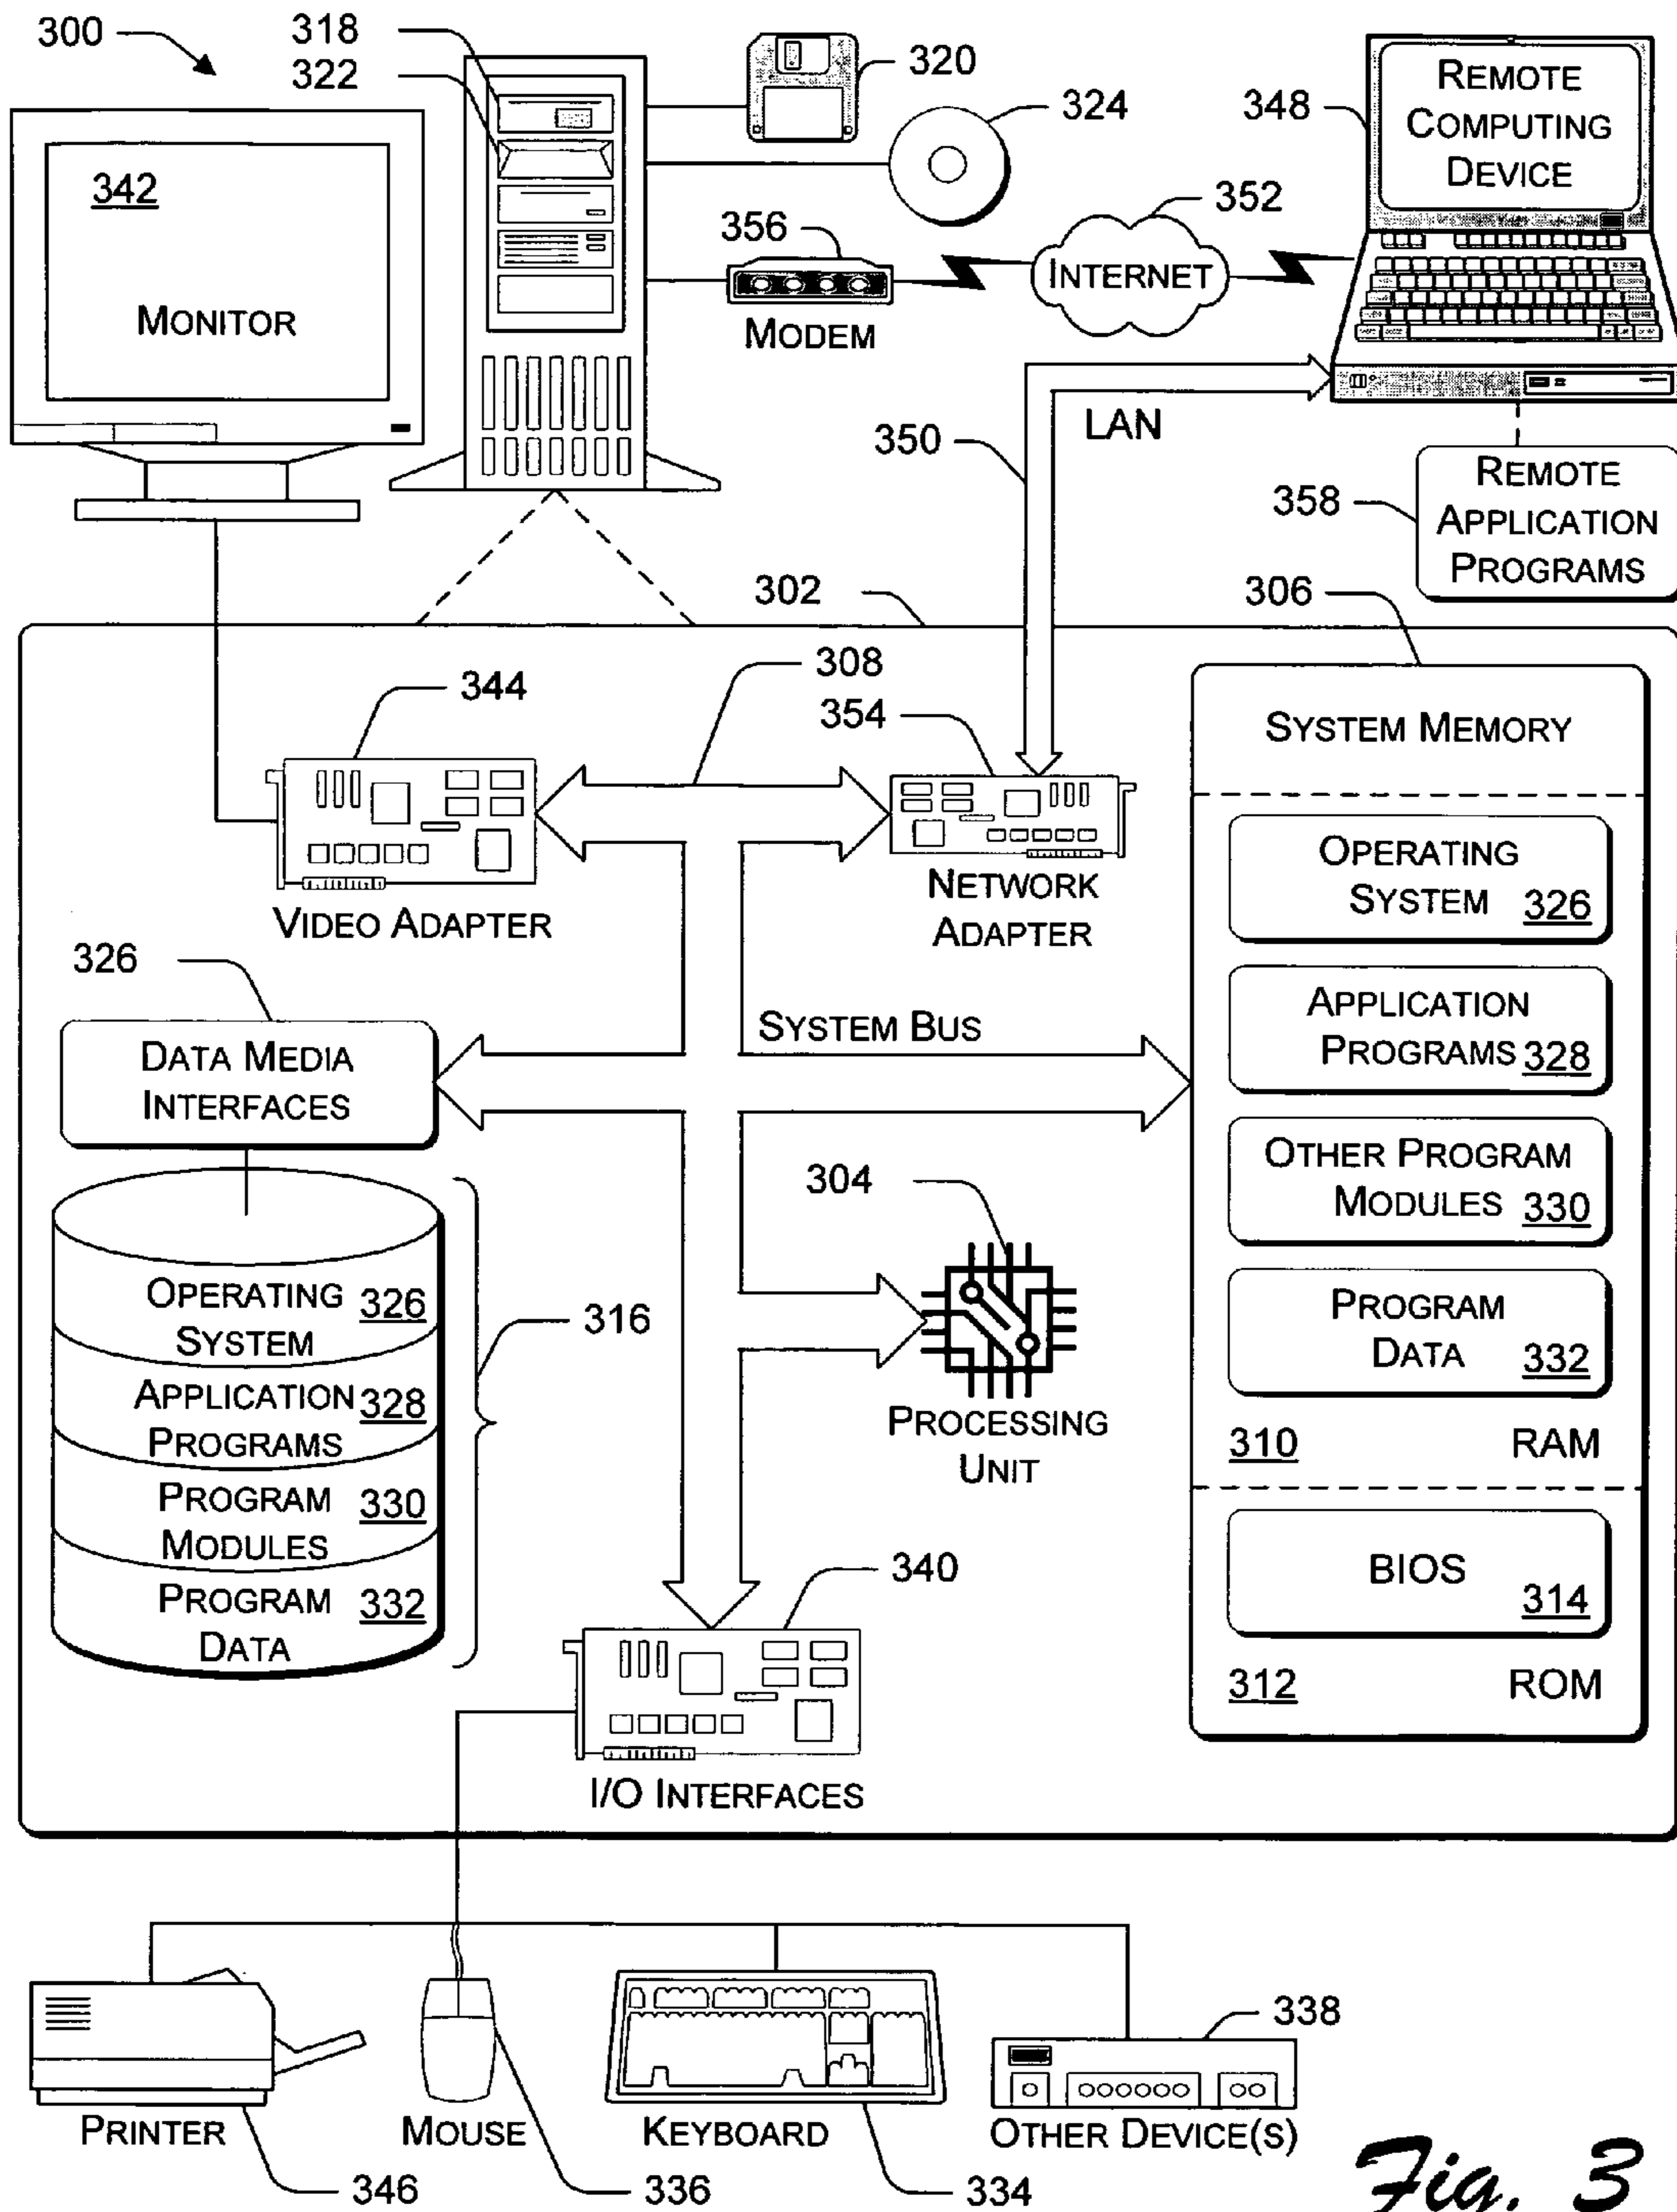 300
318
322
320
324
348
REMOTE
COMPUTING
DEVICE
342
MONITOR
356
MODEM
352
INTERNET
350
LAN
358
REMOTE
APPLICATION
PROGRAMS
302
306
308
344
354
VIDEO ADAPTER
NETWORK
ADAPTER
SYSTEM MEMORY
OPERATING
SYSTEM 326
APPLICATION
PROGRAMS 328
OTHER PROGRAM
MODULES 330
PROGRAM
DATA 332
310 RAM
BIOS
314
312 ROM
326
DATA MEDIA
INTERFACES
SYSTEM BUS
304
PROCESSING
UNIT
OPERATING 326
SYSTEM
APPLICATION 328
PROGRAMS
PROGRAM 330
MODULES
PROGRAM 332
DATA
316
340
I/O INTERFACES
338
PRINTER
MOUSE
KEYBOARD
OTHER DEVICE(S)
346
336
334
Fig. 3